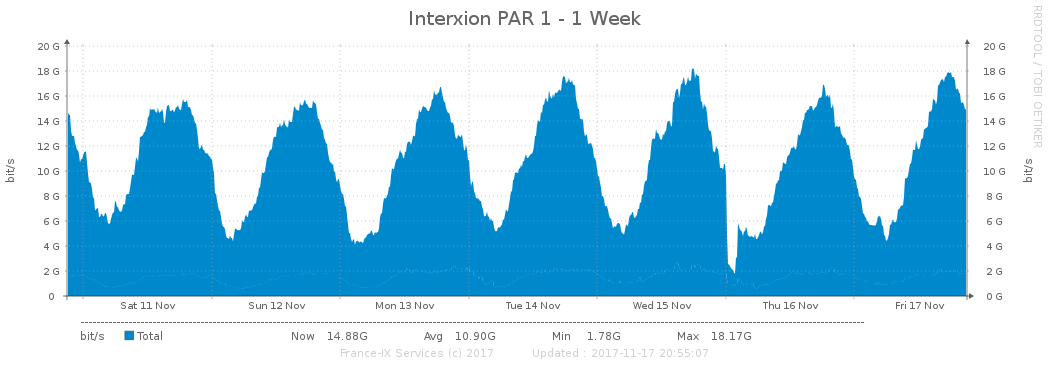 Interxion PAR 1 - 1 Week
RRDTOOL / TOBI OETIKER
bit/s
20 G
18 G
16 G
14 G
12 G
10 G
8 G
6 G
4 G
2 G
0
20 G
18 G
16 G
14 G
12 G
10 G
8 G
6 G
4 G
2 G
0 G
bit/s
Sat 11 Nov Sun 12 Nov Mon 13 Nov Tue 14 Nov Wed 15 Nov Thu 16 Nov Fri 17 Nov
bit/s Total Now 14.88G Avg 10.90G Min 1.78G Max 18.17G
France-IX Services (c) 2017 Updated : 2017-11-17 20:55:07